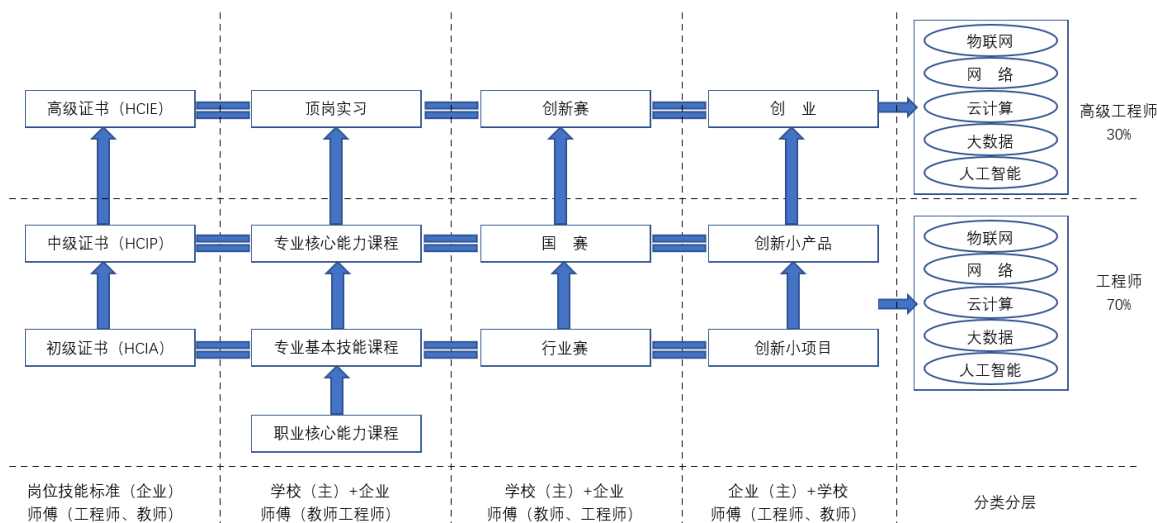 物联网
网 络
云计算
大数据
人工智能
高级工程师
30%
高级证书（HCIE）
顶岗实习
创新赛
创 业
中级证书（HCIP）
专业核心能力课程
国 赛
创新小产品
物联网
网 络
云计算
大数据
人工智能
工程师
70%
初级证书（HCIA）
专业基本技能课程
行业赛
创新小项目
职业核心能力课程
岗位技能标准（企业）
师傅（工程师、教师）
学校（主）+企业
师傅（教师工程师）
学校（主）+企业
师傅（教师、工程师）
企业（主）+学校
师傅（工程师、教师）
分类分层